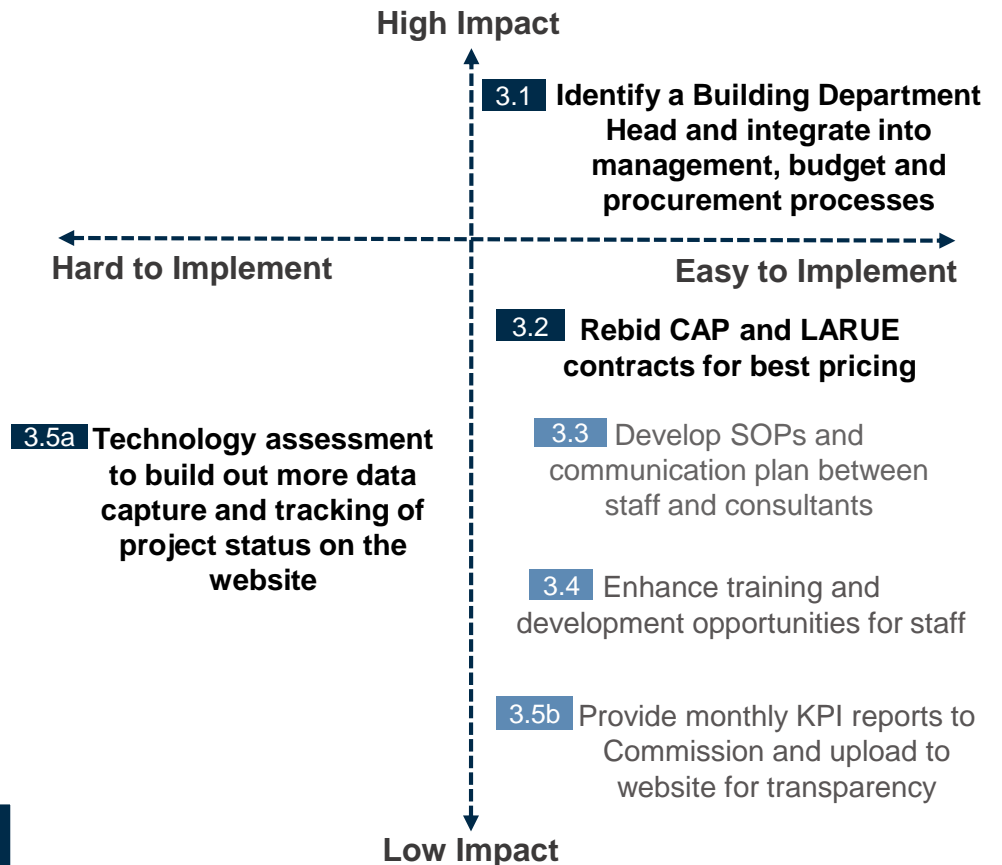 High Impact
3.1 Identify a Building Department
Head and integrate into
management, budget and
procurement processes
Hard to Implement
Easy to Implement
3.2 Rebid CAP and LARUE
contracts for best pricing
3.5a Technology assessment
to build out more data
capture and tracking of
project status on the
website
3.3 Develop SOPs and
communication plan between
staff and consultants
3.4 Enhance training and
development opportunities for staff
3.5b Provide monthly KPI reports to
Commission and upload to
website for transparency
Low Impact